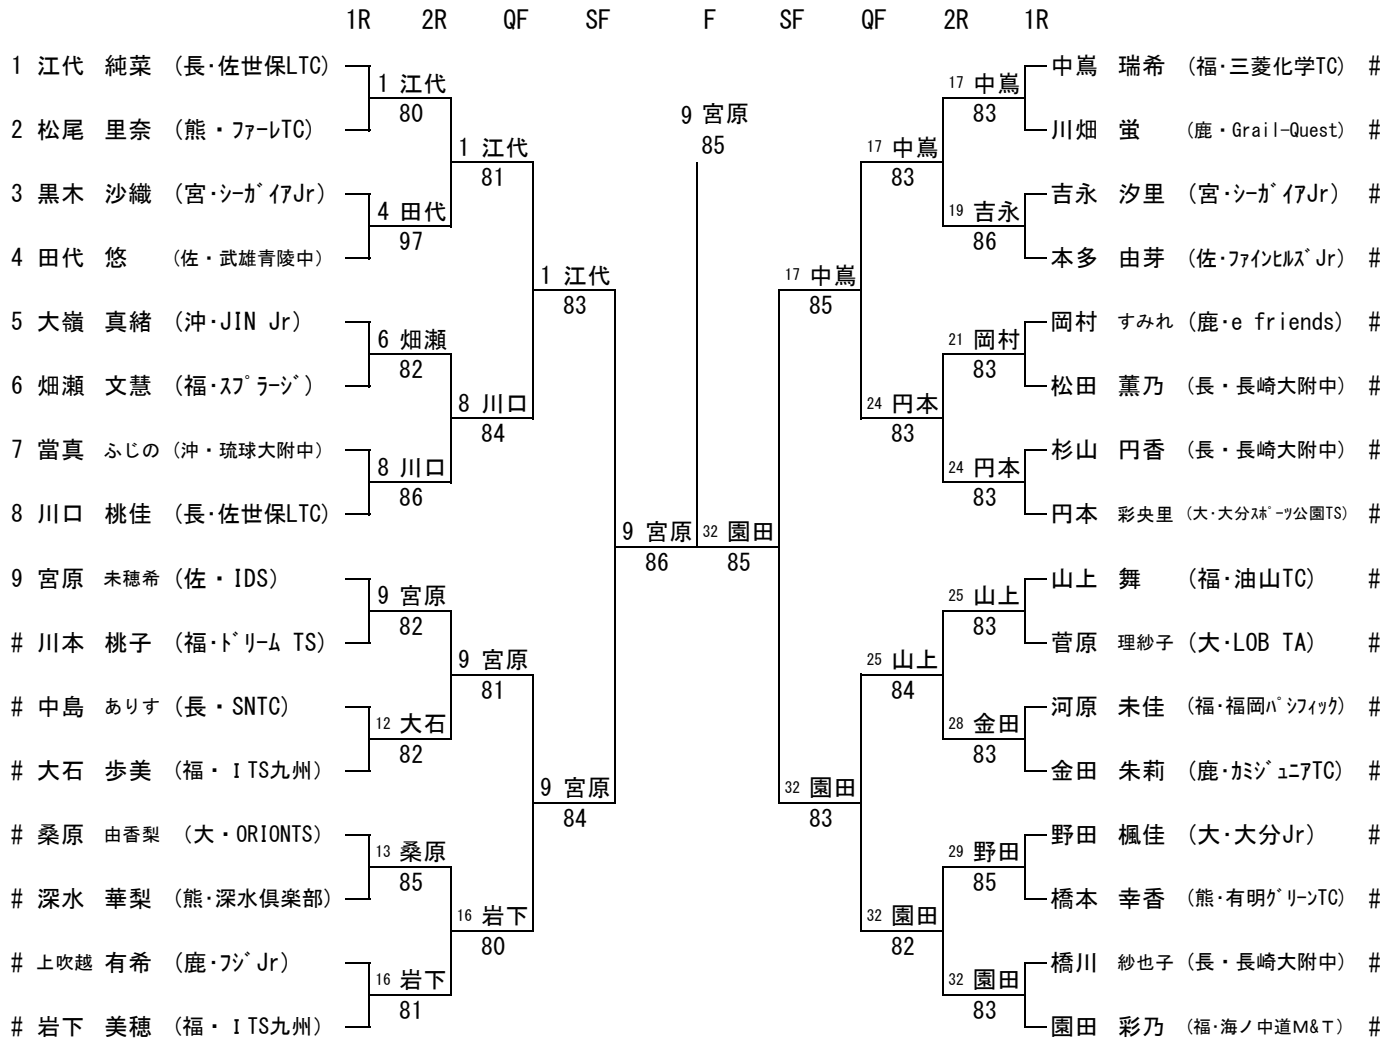 1R 2R QF SF F SF QF 2R 1R
1 江代 純菜 (長･佐世保LTC)
2 松尾 里奈 (熊・ファーレTC)
3 黒木 沙織 (宮･シーガイアJr)
4 田代 悠 (佐・武雄青陵中)
5 大嶺 真緒 (沖･JIN Jr)
6 畑瀬 文慧 (福･スプラージ)
7 當真 ふじの (沖・琉球大附中)
8 川口 桃佳 (長･佐世保LTC)
9 宮原 未穂希 (佐・IDS)
# 川本 桃子 (福･ドリーム TS)
# 中島 ありす (長・SNTC)
# 大石 歩美 (福・ITS九州)
# 桑原 由香梨 (大・ORIONTS)
# 深水 華梨 (熊･深水倶楽部)
# 上吹越 有希 (鹿･フジJr)
# 岩下 美穂 (福・ITS九州)
1 江代
80
4 田代
97
6 畑瀬
82
8 川口
86
9 宮原
82
12 大石
82
13 桑原
85
16 岩下
81
1 江代
81
8 川口
84
9 宮原
81
16 岩下
80
1 江代
83
9 宮原
84
9 宮原
86
9 宮原
85
32 園田
85
17 中嶌
85
32 園田
83
17 中嶌
83
24 円本
83
25 山上
84
32 園田
82
17 中嶌
83
19 吉永
86
21 岡村
83
24 円本
83
25 山上
83
28 金田
83
29 野田
85
32 園田
83
中嶌 瑞希 (福･三菱化学TC) #
川畑 蛍 (鹿・Grail-Quest) #
吉永 汐里 (宮･シーガイアJr) #
本多 由芽 (佐･ファインヒルズJr) #
岡村 すみれ (鹿･e friends) #
松田 薫乃 (長・長崎大附中) #
杉山 円香 (長・長崎大附中) #
円本 彩央里 (大･大分スポーツ公園TS) #
山上 舞 (福･油山TC) #
菅原 理紗子 (大･LOB TA) #
河原 未佳 (福･福岡パシフィック) #
金田 朱莉 (鹿･カミジュニアTC) #
野田 楓佳 (大･大分Jr) #
橋本 幸香 (熊･有明グリーンTC) #
橋川 紗也子 (長・長崎大附中) #
園田 彩乃 (福･海ノ中道M&T) #